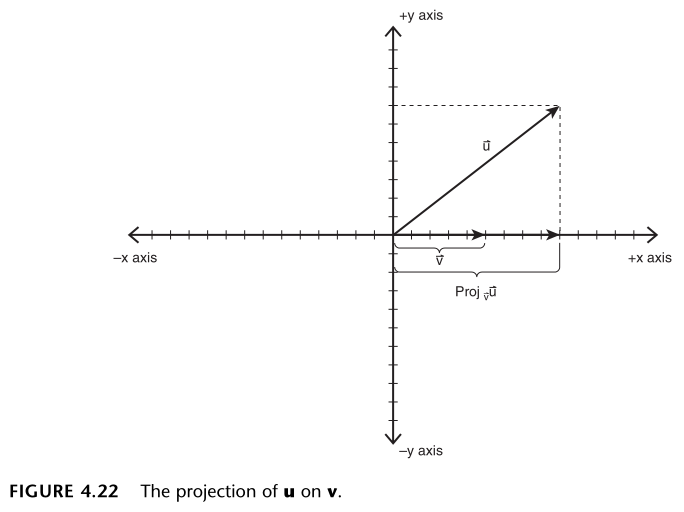 +y axis
u⃗
–x axis
+x axis
v⃗
Proj v⃗ u⃗
–y axis
FIGURE 4.22 The projection of u on v.